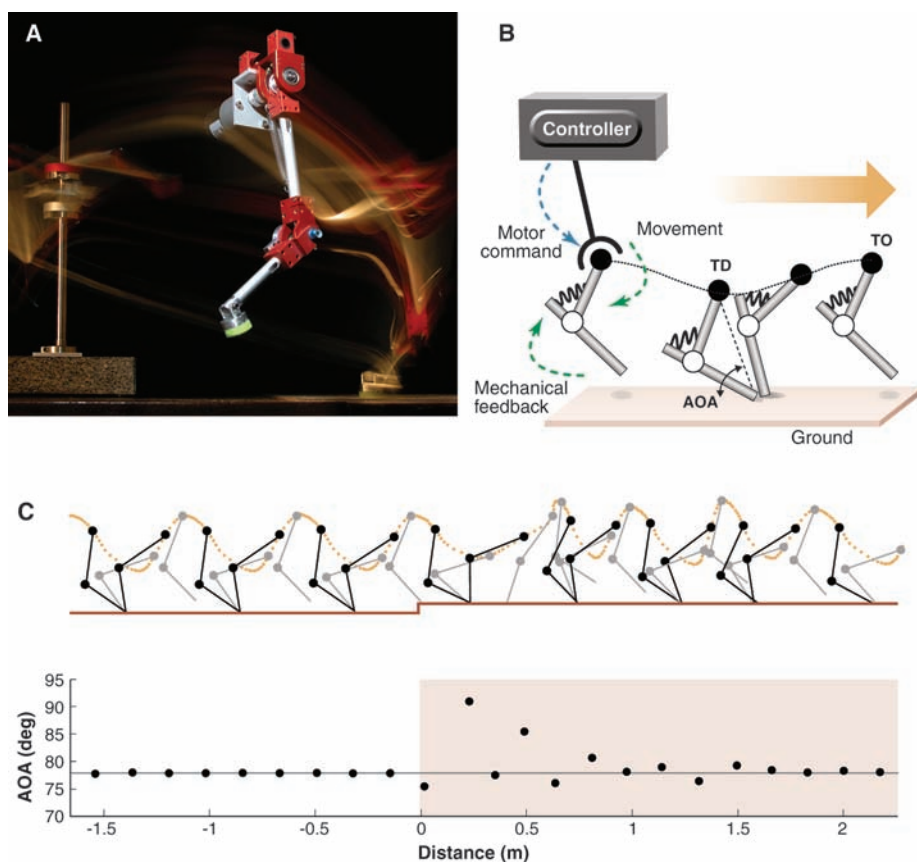 A
B
Controller
Motor
command
Movement
TD
TO
Mechanical
feedback
AOA
Ground
C
AOA (deg)
95
90
85
80
75
70
-1.5
-1
-0.5
0
0.5
1
1.5
2
Distance (m)